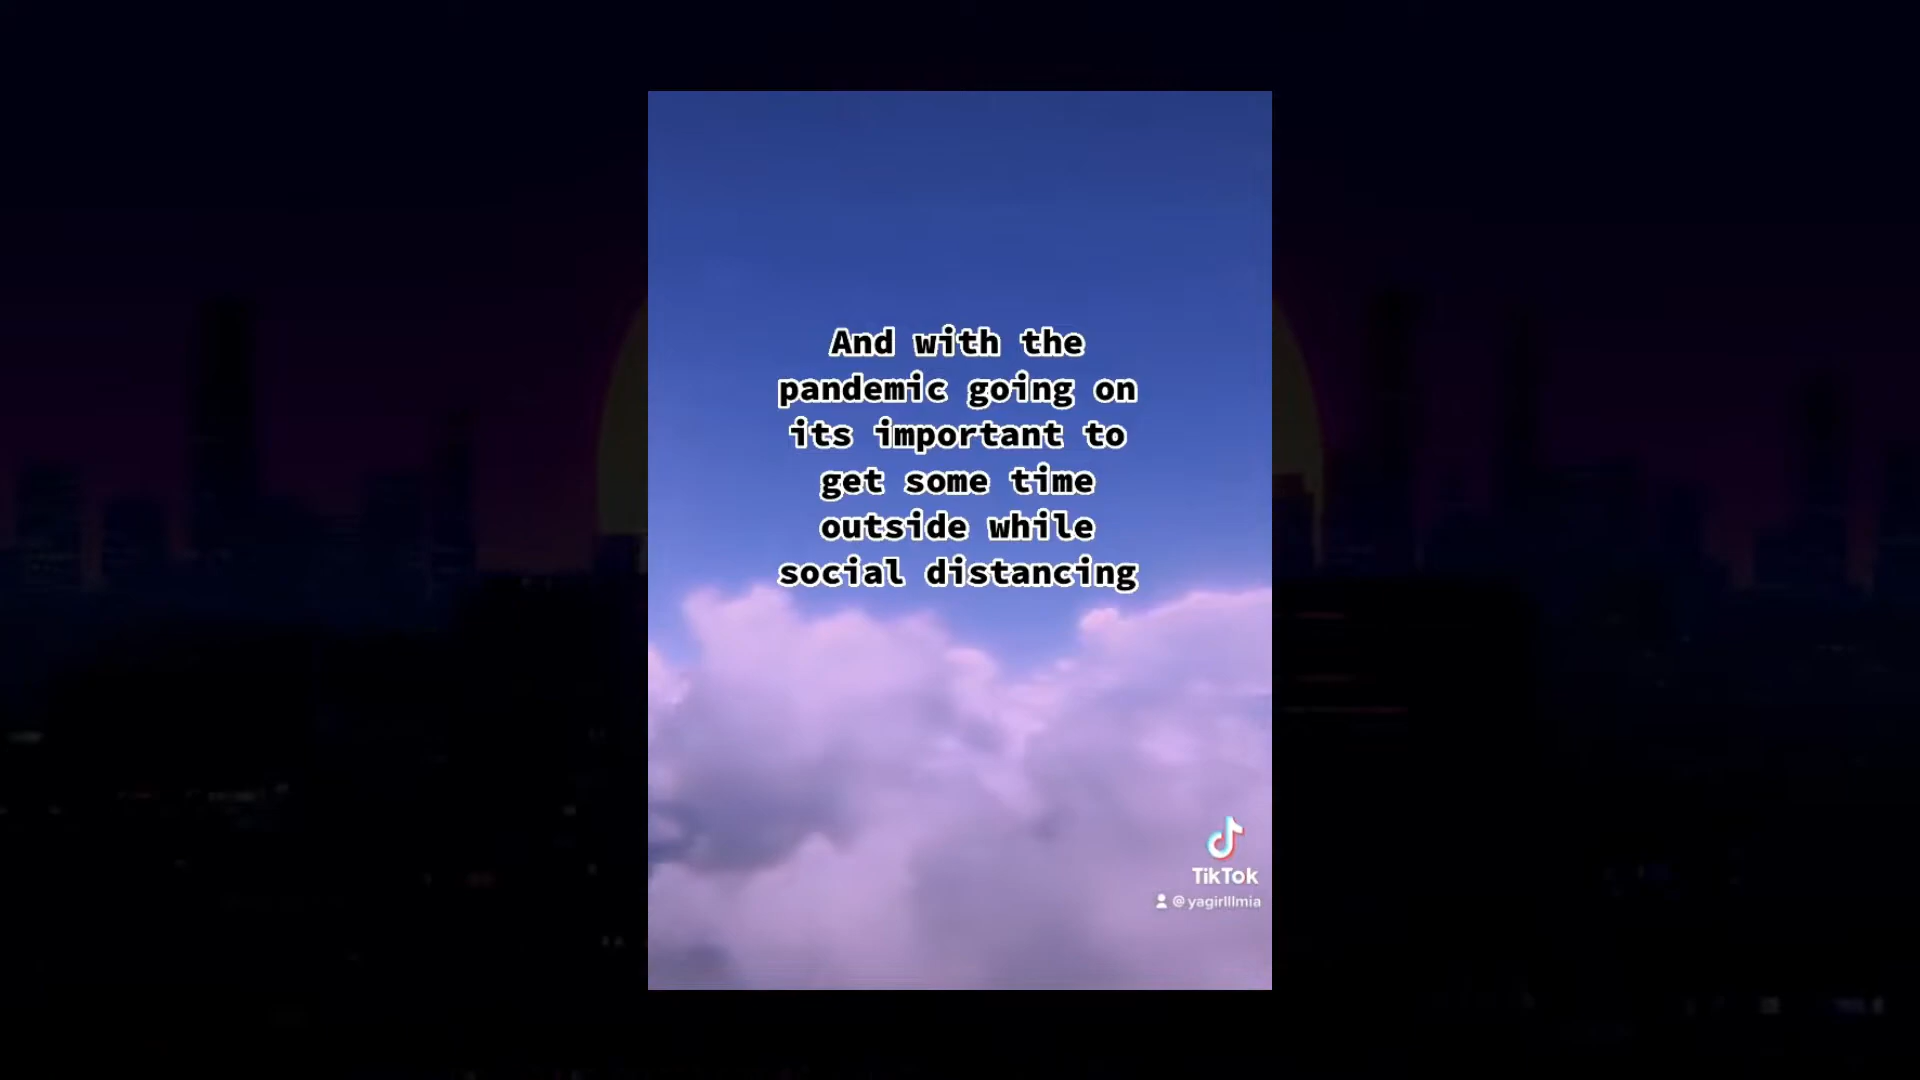 And with the
pandemic going on
its important to
get some time
outside while
social distancing
TikTok
@yagirlllmia